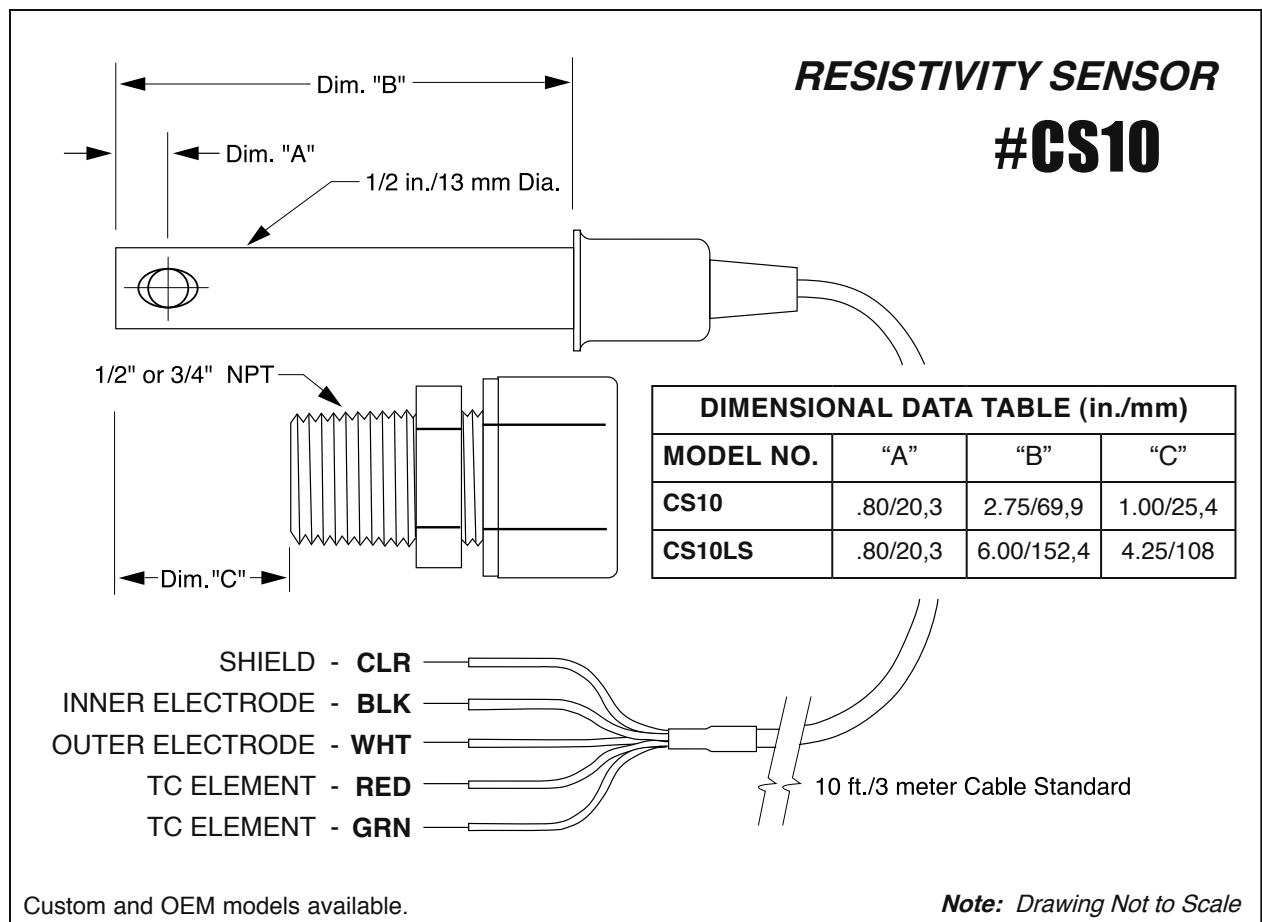 RESISTIVITY SENSOR
#CS10
Dim. "B"
Dim. "A"
1/2 in./13 mm Dia.
1/2" or 3/4" NPT
Dim."C"
DIMENSIONAL DATA TABLE (in./mm)
MODEL NO. “A” “B” “C”
CS10 .80/20,3 2.75/69,9 1.00/25,4
CS10LS .80/20,3 6.00/152,4 4.25/108
SHIELD - CLR
INNER ELECTRODE - BLK
OUTER ELECTRODE - WHT
TC ELEMENT - RED
TC ELEMENT - GRN
10 ft./3 meter Cable Standard
Custom and OEM models available.
Note: Drawing Not to Scale